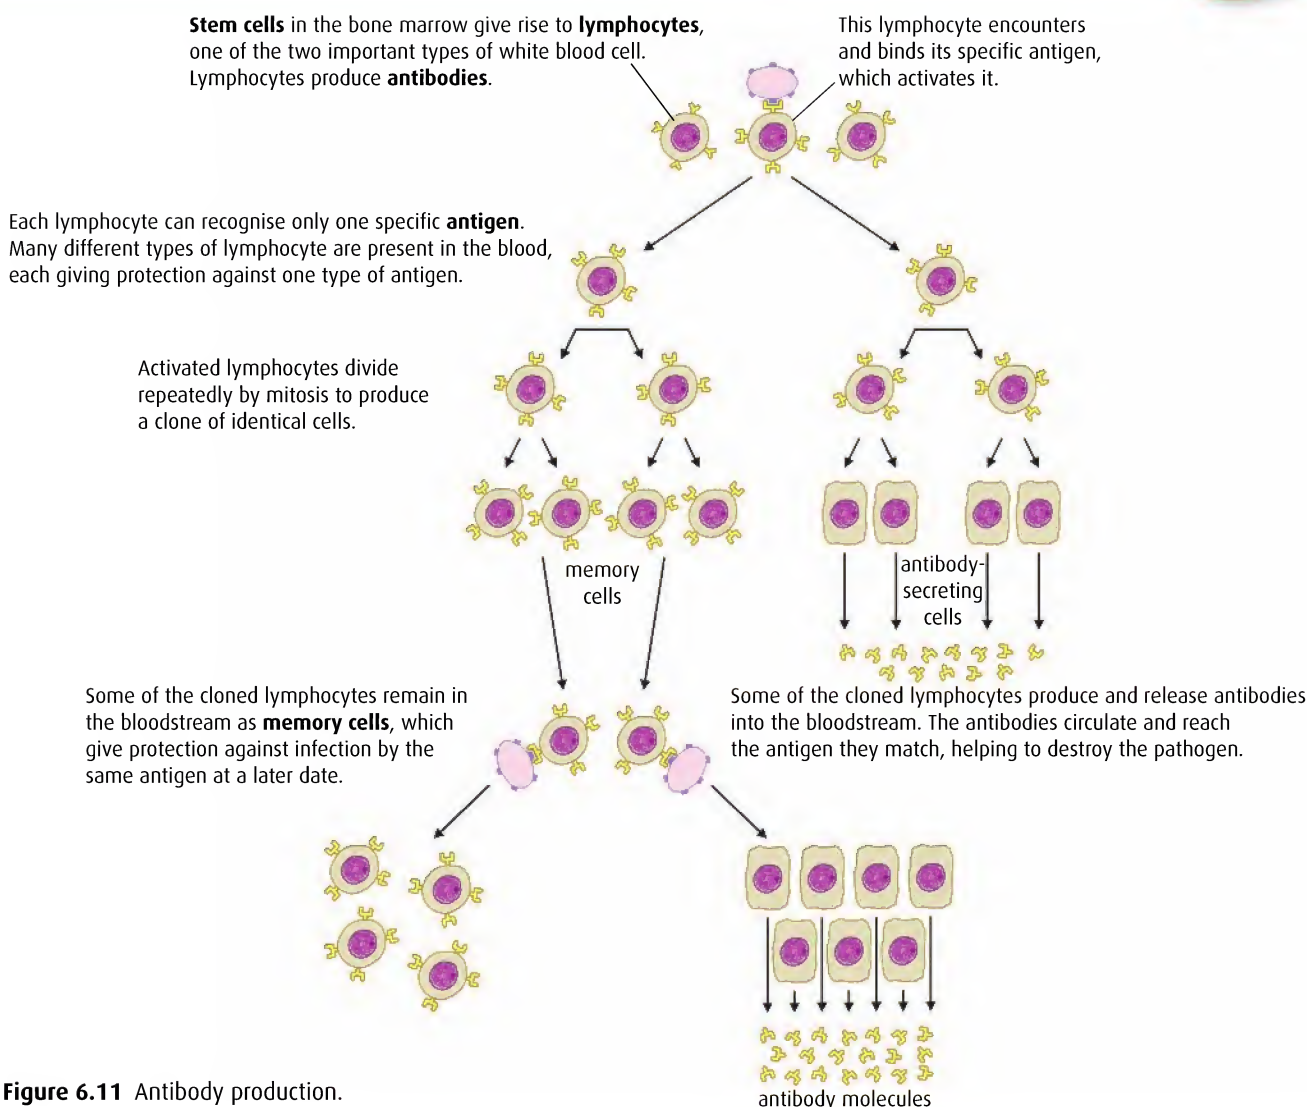 Stem cells in the bone marrow give rise to lymphocytes,
one of the two important types of white blood cell.
Lymphocytes produce antibodies.
This lymphocyte encounters
and binds its specific antigen,
which activates it.
Each lymphocyte can recognise only one specific antigen.
Many different types of lymphocyte are present in the blood,
each giving protection against one type of antigen.
Activated lymphocytes divide
repeatedly by mitosis to produce
a clone of identical cells.
memory
cells
antibody-
secreting
cells
Some of the cloned lymphocytes remain in
the bloodstream as memory cells, which
give protection against infection by the
same antigen at a later date.
Some of the cloned lymphocytes produce and release antibodies
into the bloodstream. The antibodies circulate and reach
the antigen they match, helping to destroy the pathogen.
antibody molecules
Figure 6.11 Antibody production.